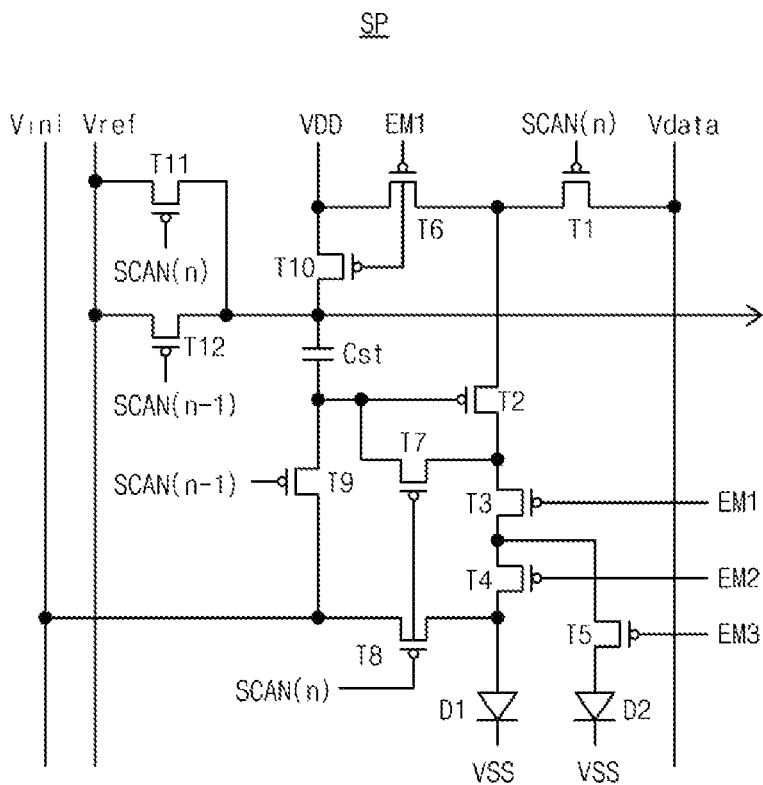 SP
Vini Vref VDD EM1 SCAN(n) Vdata
T11
T6 T1
SCAN(n) T10
T12 Cst
SCAN(n-1) T2
T7
SCAN(n-1) T9 T3 EM1
T4 EM2
T8 T5 EM3
SCAN(n) D1 D2
VSS VSS